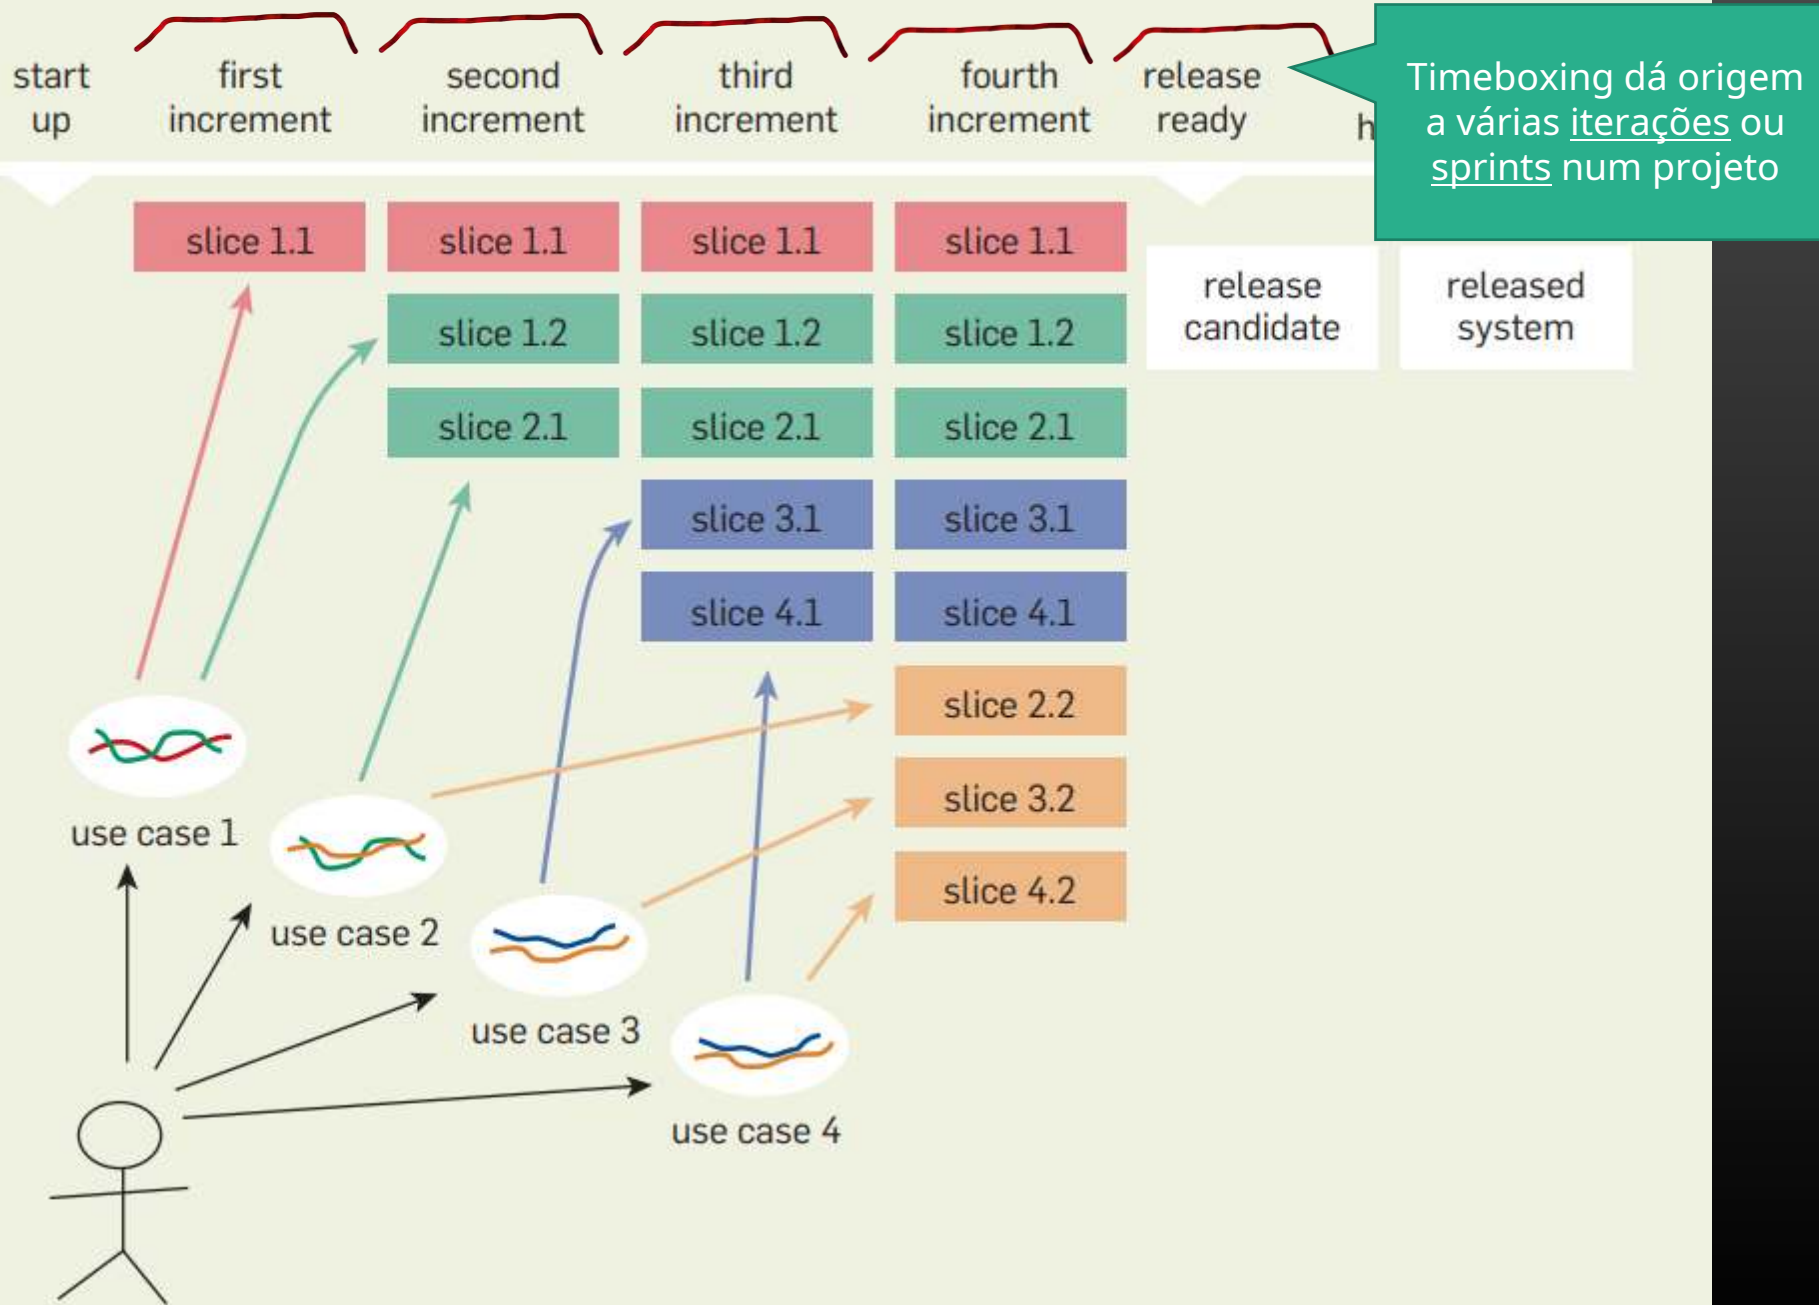 start
up
first
increment
second
increment
third
increment
fourth
increment
release
ready
h
Timeboxing dá origem
a várias iterações ou
sprints num projeto
slice 1.1
slice 1.1
slice 1.1
slice 1.1
release
candidate
released
system
slice 1.2
slice 1.2
slice 1.2
slice 2.1
slice 2.1
slice 2.1
slice 3.1
slice 3.1
slice 4.1
slice 4.1
slice 2.2
slice 3.2
slice 4.2
use case 1
use case 2
use case 3
use case 4